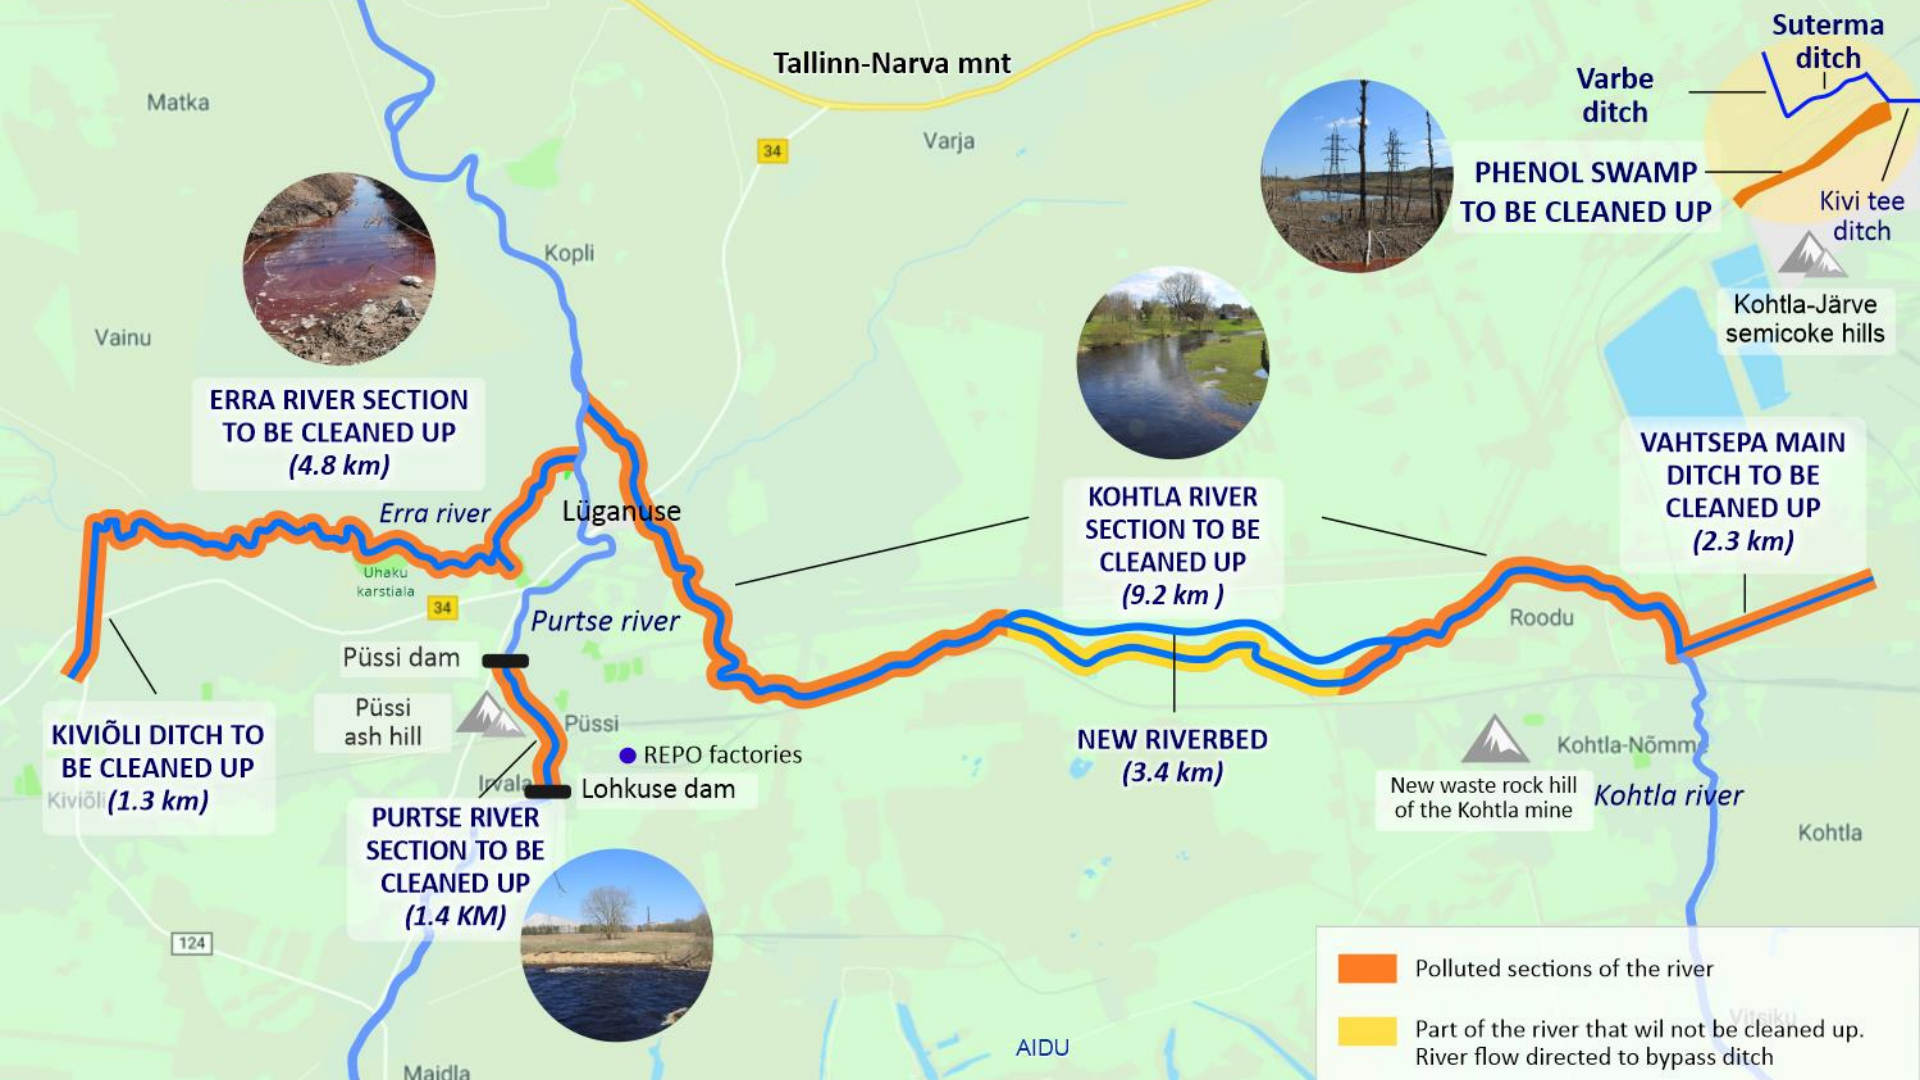 Tallinn-Narva mnt
Suterma
ditch
Varbe
ditch
PHENOL SWAMP
TO BE CLEANED UP
Kivi tee
ditch
Kohtla-Järve
semicoke hills
Matka
34
Varja
Kopli
Vainu
ERRA RIVER SECTION
TO BE CLEANED UP
(4.8 km)
Erra river
Lüganuse
Uhaku
karstiala
34
Purtse river
KOHTLA RIVER
SECTION TO BE
CLEANED UP
(9.2 km )
VAHTSEPA MAIN
DITCH TO BE
CLEANED UP
(2.3 km)
Roodu
Püssi dam
Püssi
ash hill
Püssi
REPO factories
Irvala
Lohkuse dam
KIVIÕLI DITCH TO
BE CLEANED UP
(1.3 km)
Kiviõli
PURTSE RIVER
SECTION TO BE
CLEANED UP
(1.4 KM)
NEW RIVERBED
(3.4 km)
Kohtla-Nõmme
New waste rock hill
of the Kohtla mine
Kohtla river
Kohtla
124
AIDU
Maidla
Polluted sections of the river
Vitsiku
Part of the river that wil not be cleaned up.
River flow directed to bypass ditch